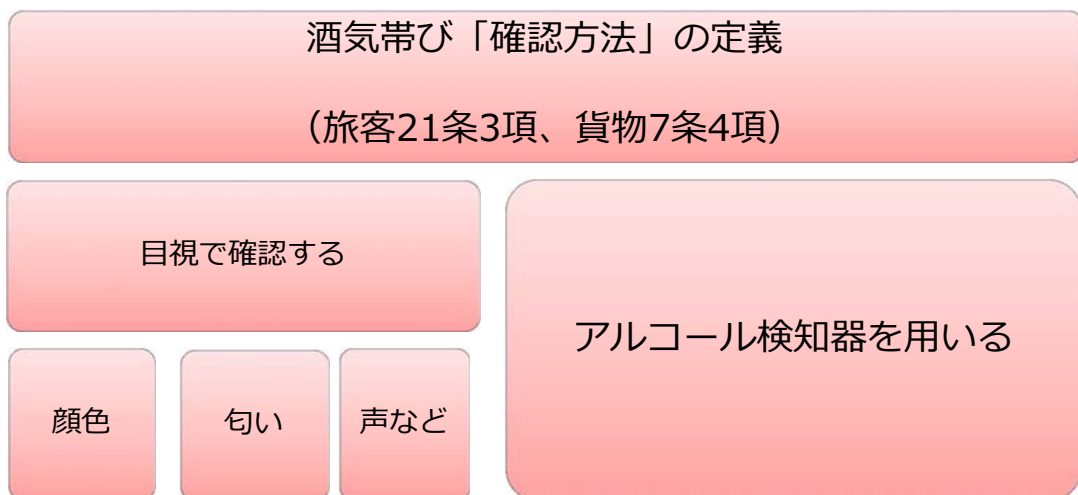 酒気帯び「確認方法」の定義
（旅客21条3項、貨物7条4項）
目視で確認する
アルコール検知器を用いる
顔色
匂い
声など